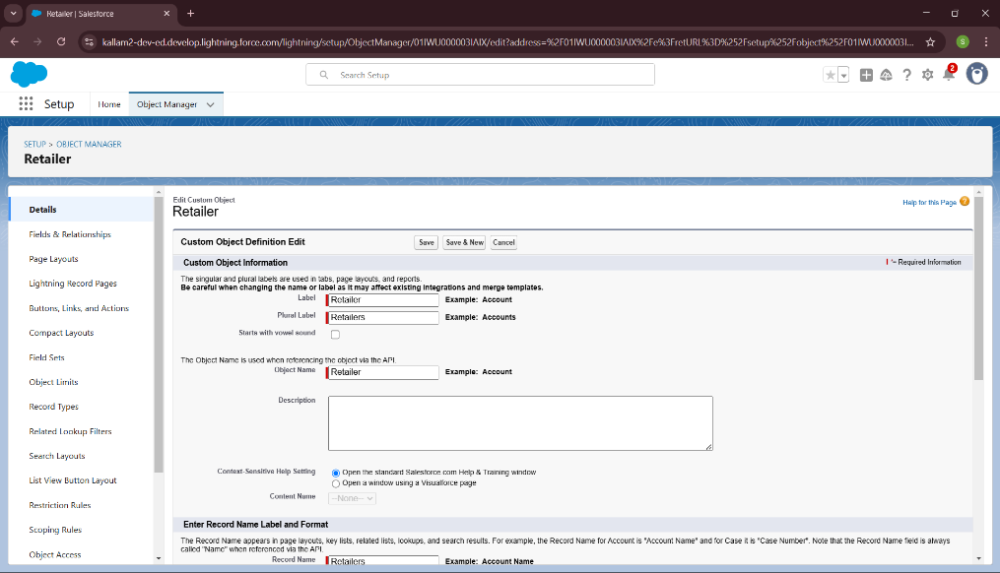 Retailer | Salesforce
kallam2-dev-ed.develop.lightning.force.com/lightning/setup/ObjectManager/01IWU000003IAIX/edit?address=%2F01IWU000003IAIX%2Fe%3FretURL%3D%252Fsetup%252Fobject%252F01IWU000003I...
S
Search Setup
2
Setup
Home
Object Manager
SETUP > OBJECT MANAGER
Retailer
Details
Fields & Relationships
Page Layouts
Lightning Record Pages
Buttons, Links, and Actions
Compact Layouts
Field Sets
Object Limits
Record Types
Related Lookup Filters
Search Layouts
List View Button Layout
Restriction Rules
Scoping Rules
Object Access
Edit Custom Object
Retailer
Help for this Page ?
Custom Object Definition Edit
Save
Save & New
Cancel
Custom Object Information
= Required Information
The singular and plural labels are used in tabs, page layouts, and reports.
Be careful when changing the name or label as it may affect existing integrations and merge templates.
Label Retailer Example: Account
Plural Label Retailers Example: Accounts
Starts with vowel sound
The Object Name is used when referencing the object via the API.
Object Name Retailer Example: Account
Description
Context-Sensitive Help Setting Open the standard Salesforce.com Help & Training window
Open a window using a Visualforce page
Content Name --None--
Enter Record Name Label and Format
The Record Name appears in page layouts, key lists, related lists, lookups, and search results. For example, the Record Name for Account is "Account Name" and for Case it is "Case Number". Note that the Record Name field is always
called "Name" when referenced via the API.
Record Name Retailers Example: Account Name